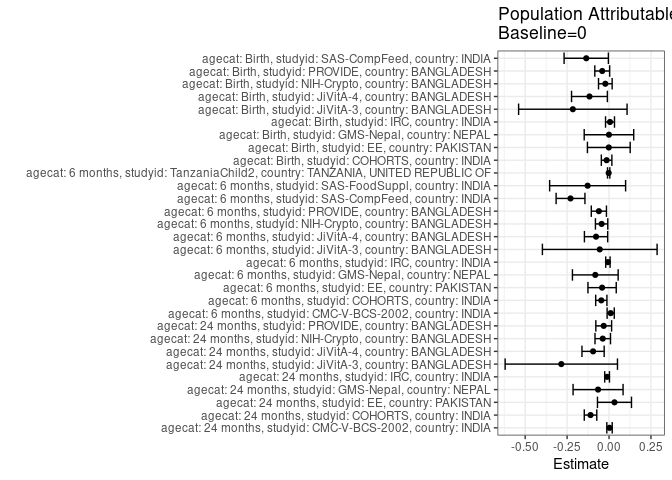 Population Attributable
Baseline=0
agecat: Birth, studyid: SAS-CompFeed, country: INDIA
agecat: Birth, studyid: PROVIDE, country: BANGLADESH
agecat: Birth, studyid: NIH-Crypto, country: BANGLADESH
agecat: Birth, studyid: JiVitA-4, country: BANGLADESH
agecat: Birth, studyid: JiVitA-3, country: BANGLADESH
agecat: Birth, studyid: IRC, country: INDIA
agecat: Birth, studyid: GMS-Nepal, country: NEPAL
agecat: Birth, studyid: EE, country: PAKISTAN
agecat: Birth, studyid: COHORTS, country: INDIA
agecat: 6 months, studyid: TanzaniaChild2, country: TANZANIA, UNITED REPUBLIC OF
agecat: 6 months, studyid: SAS-FoodSuppl, country: INDIA
agecat: 6 months, studyid: SAS-CompFeed, country: INDIA
agecat: 6 months, studyid: PROVIDE, country: BANGLADESH
agecat: 6 months, studyid: NIH-Crypto, country: BANGLADESH
agecat: 6 months, studyid: JiVitA-4, country: BANGLADESH
agecat: 6 months, studyid: JiVitA-3, country: BANGLADESH
agecat: 6 months, studyid: IRC, country: INDIA
agecat: 6 months, studyid: GMS-Nepal, country: NEPAL
agecat: 6 months, studyid: EE, country: PAKISTAN
agecat: 6 months, studyid: COHORTS, country: INDIA
agecat: 6 months, studyid: CMC-V-BCS-2002, country: INDIA
agecat: 24 months, studyid: PROVIDE, country: BANGLADESH
agecat: 24 months, studyid: NIH-Crypto, country: BANGLADESH
agecat: 24 months, studyid: JiVitA-4, country: BANGLADESH
agecat: 24 months, studyid: JiVitA-3, country: BANGLADESH
agecat: 24 months, studyid: IRC, country: INDIA
agecat: 24 months, studyid: GMS-Nepal, country: NEPAL
agecat: 24 months, studyid: EE, country: PAKISTAN
agecat: 24 months, studyid: COHORTS, country: INDIA
agecat: 24 months, studyid: CMC-V-BCS-2002, country: INDIA
-0.50 -0.25 0.00 0.25
Estimate